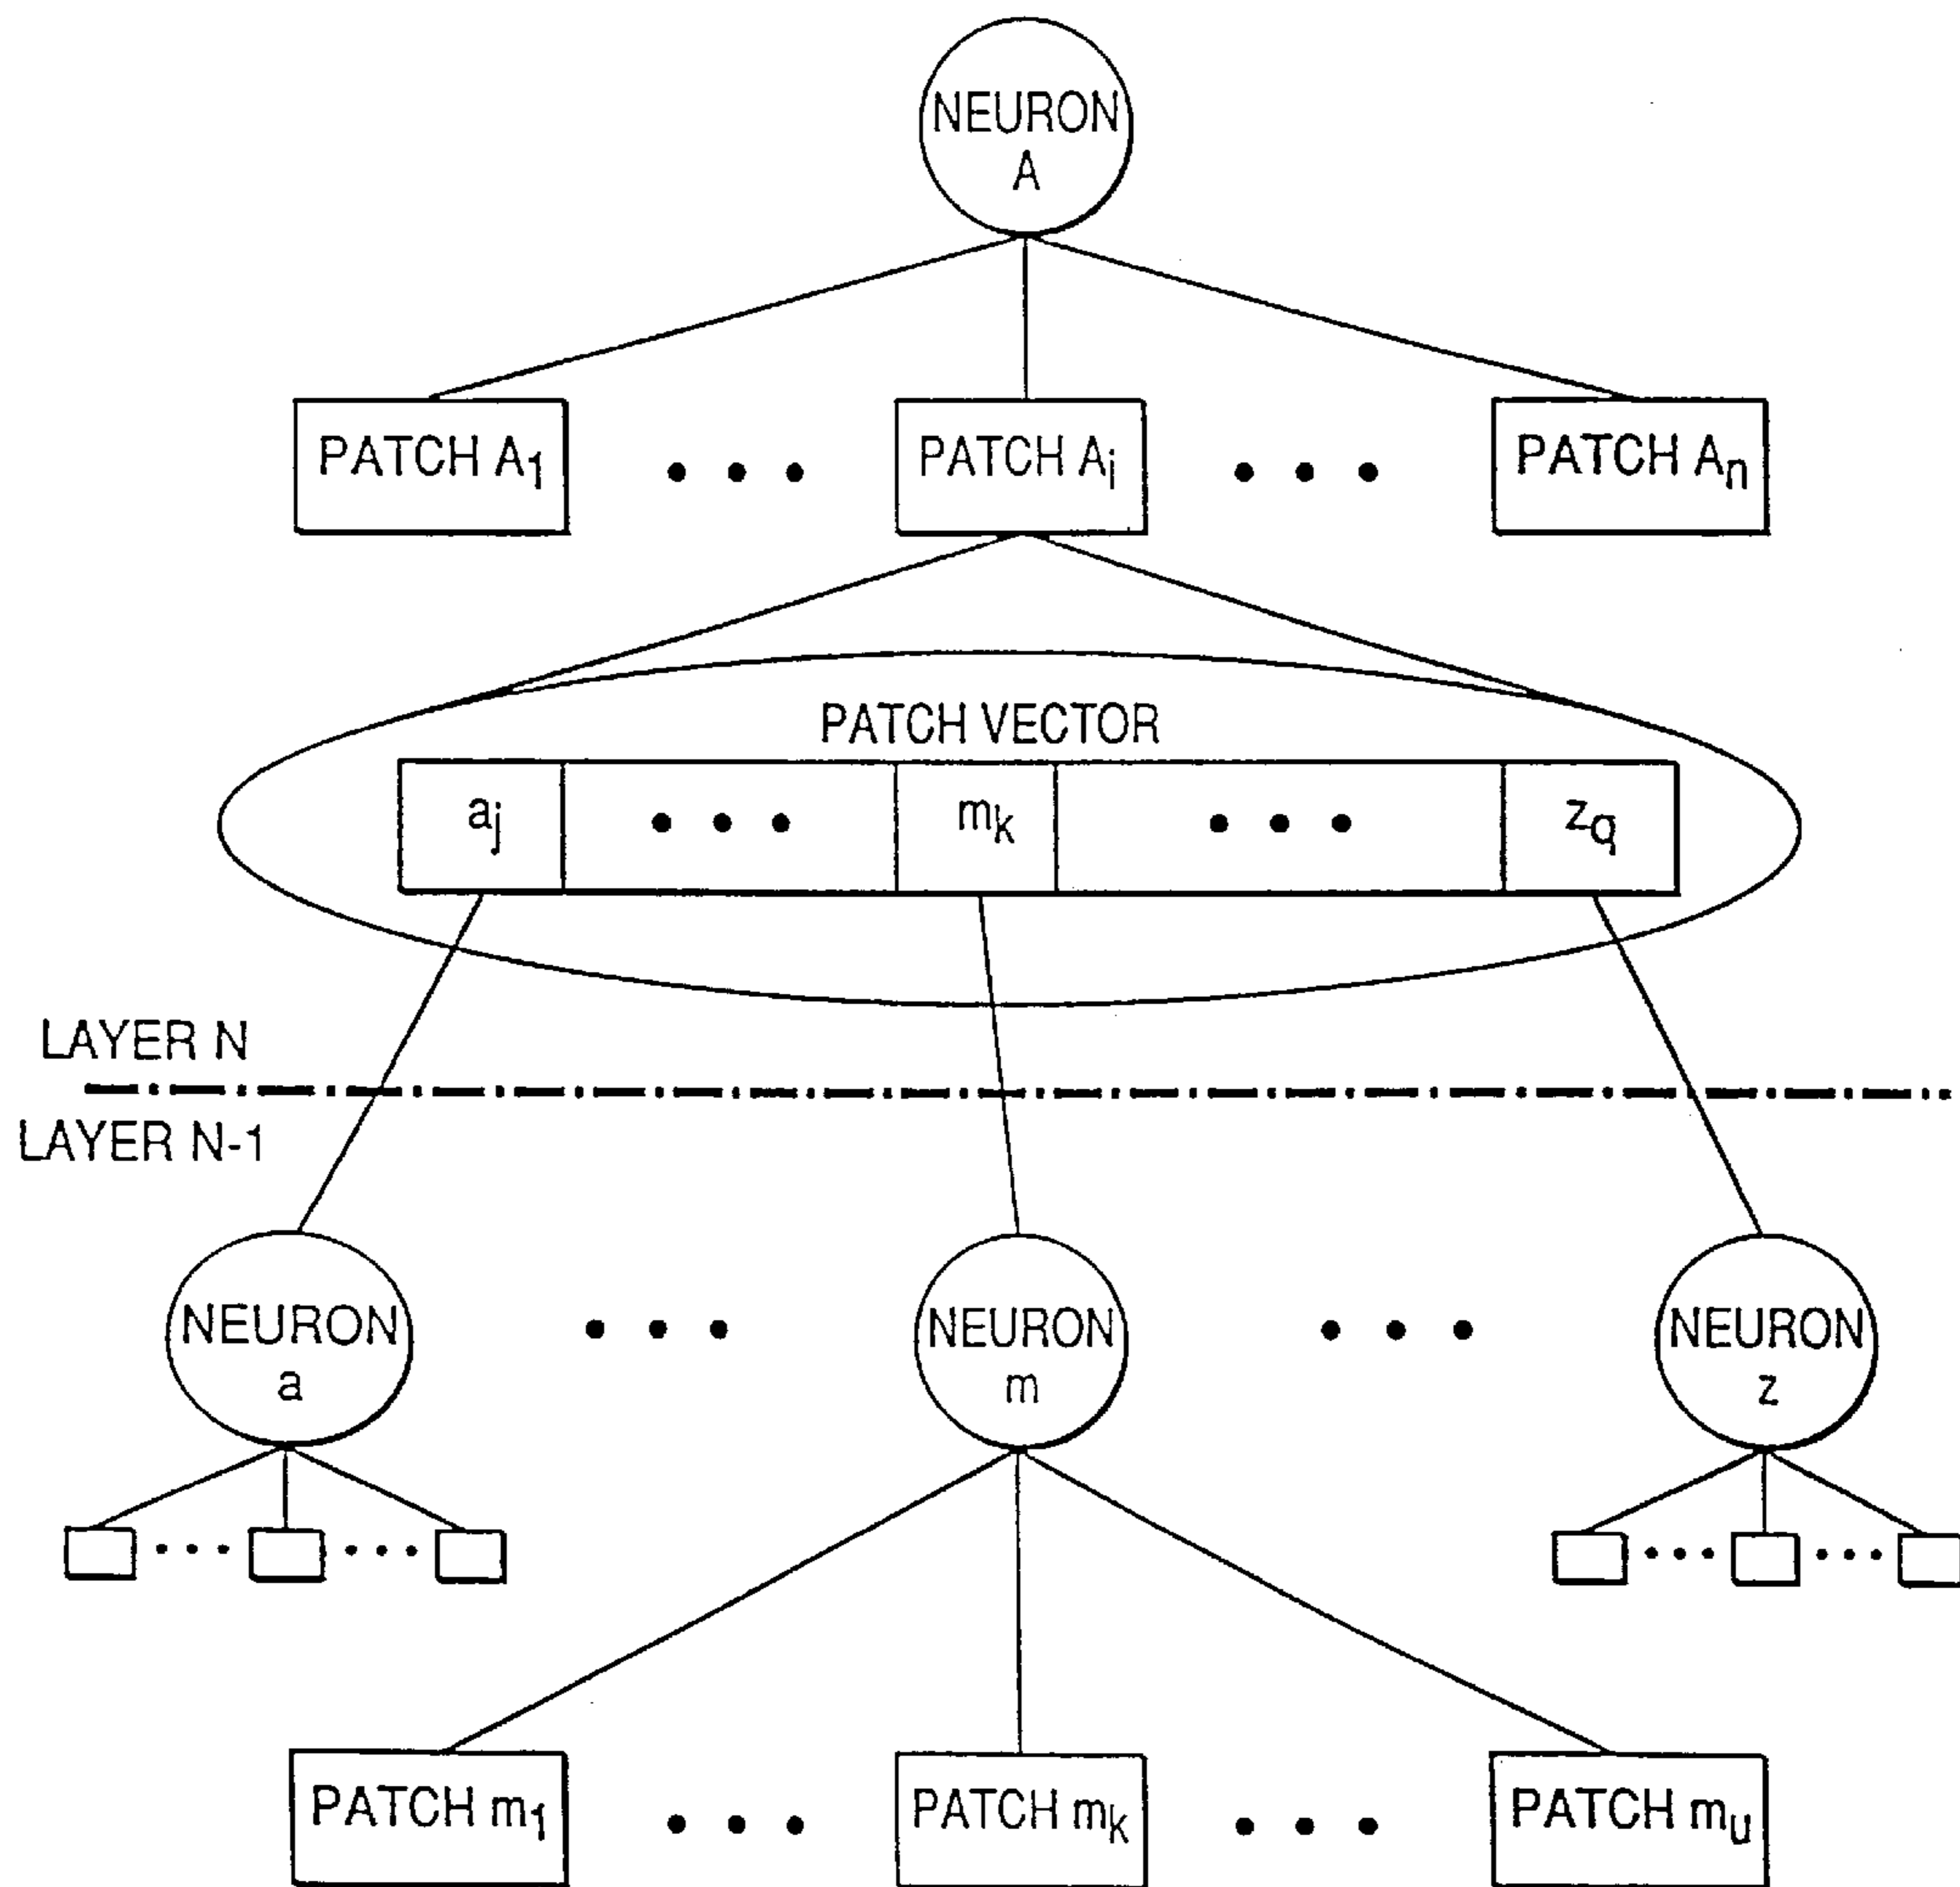 NEURON
A
PATCH A₁ • • • PATCH Aᵢ • • • PATCH Aₙ
PATCH VECTOR
aⱼ • • • mₖ • • • z_q
LAYER N
LAYER N-1
NEURON a • • • NEURON m • • • NEURON z
PATCH m₁ • • • PATCH mₖ • • • PATCH mᵤ